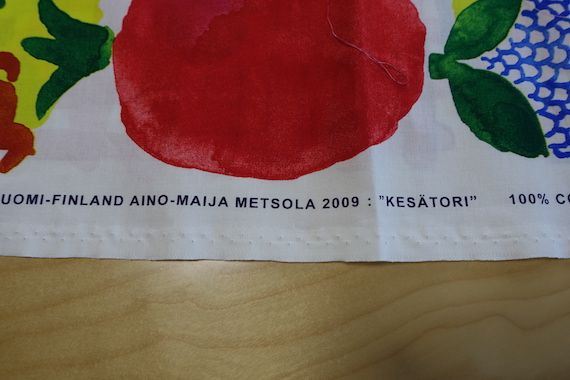 UOMI-FINLAND AINO-MAIJA METSOLA 2009 : "KESÄTORI" 100% CO